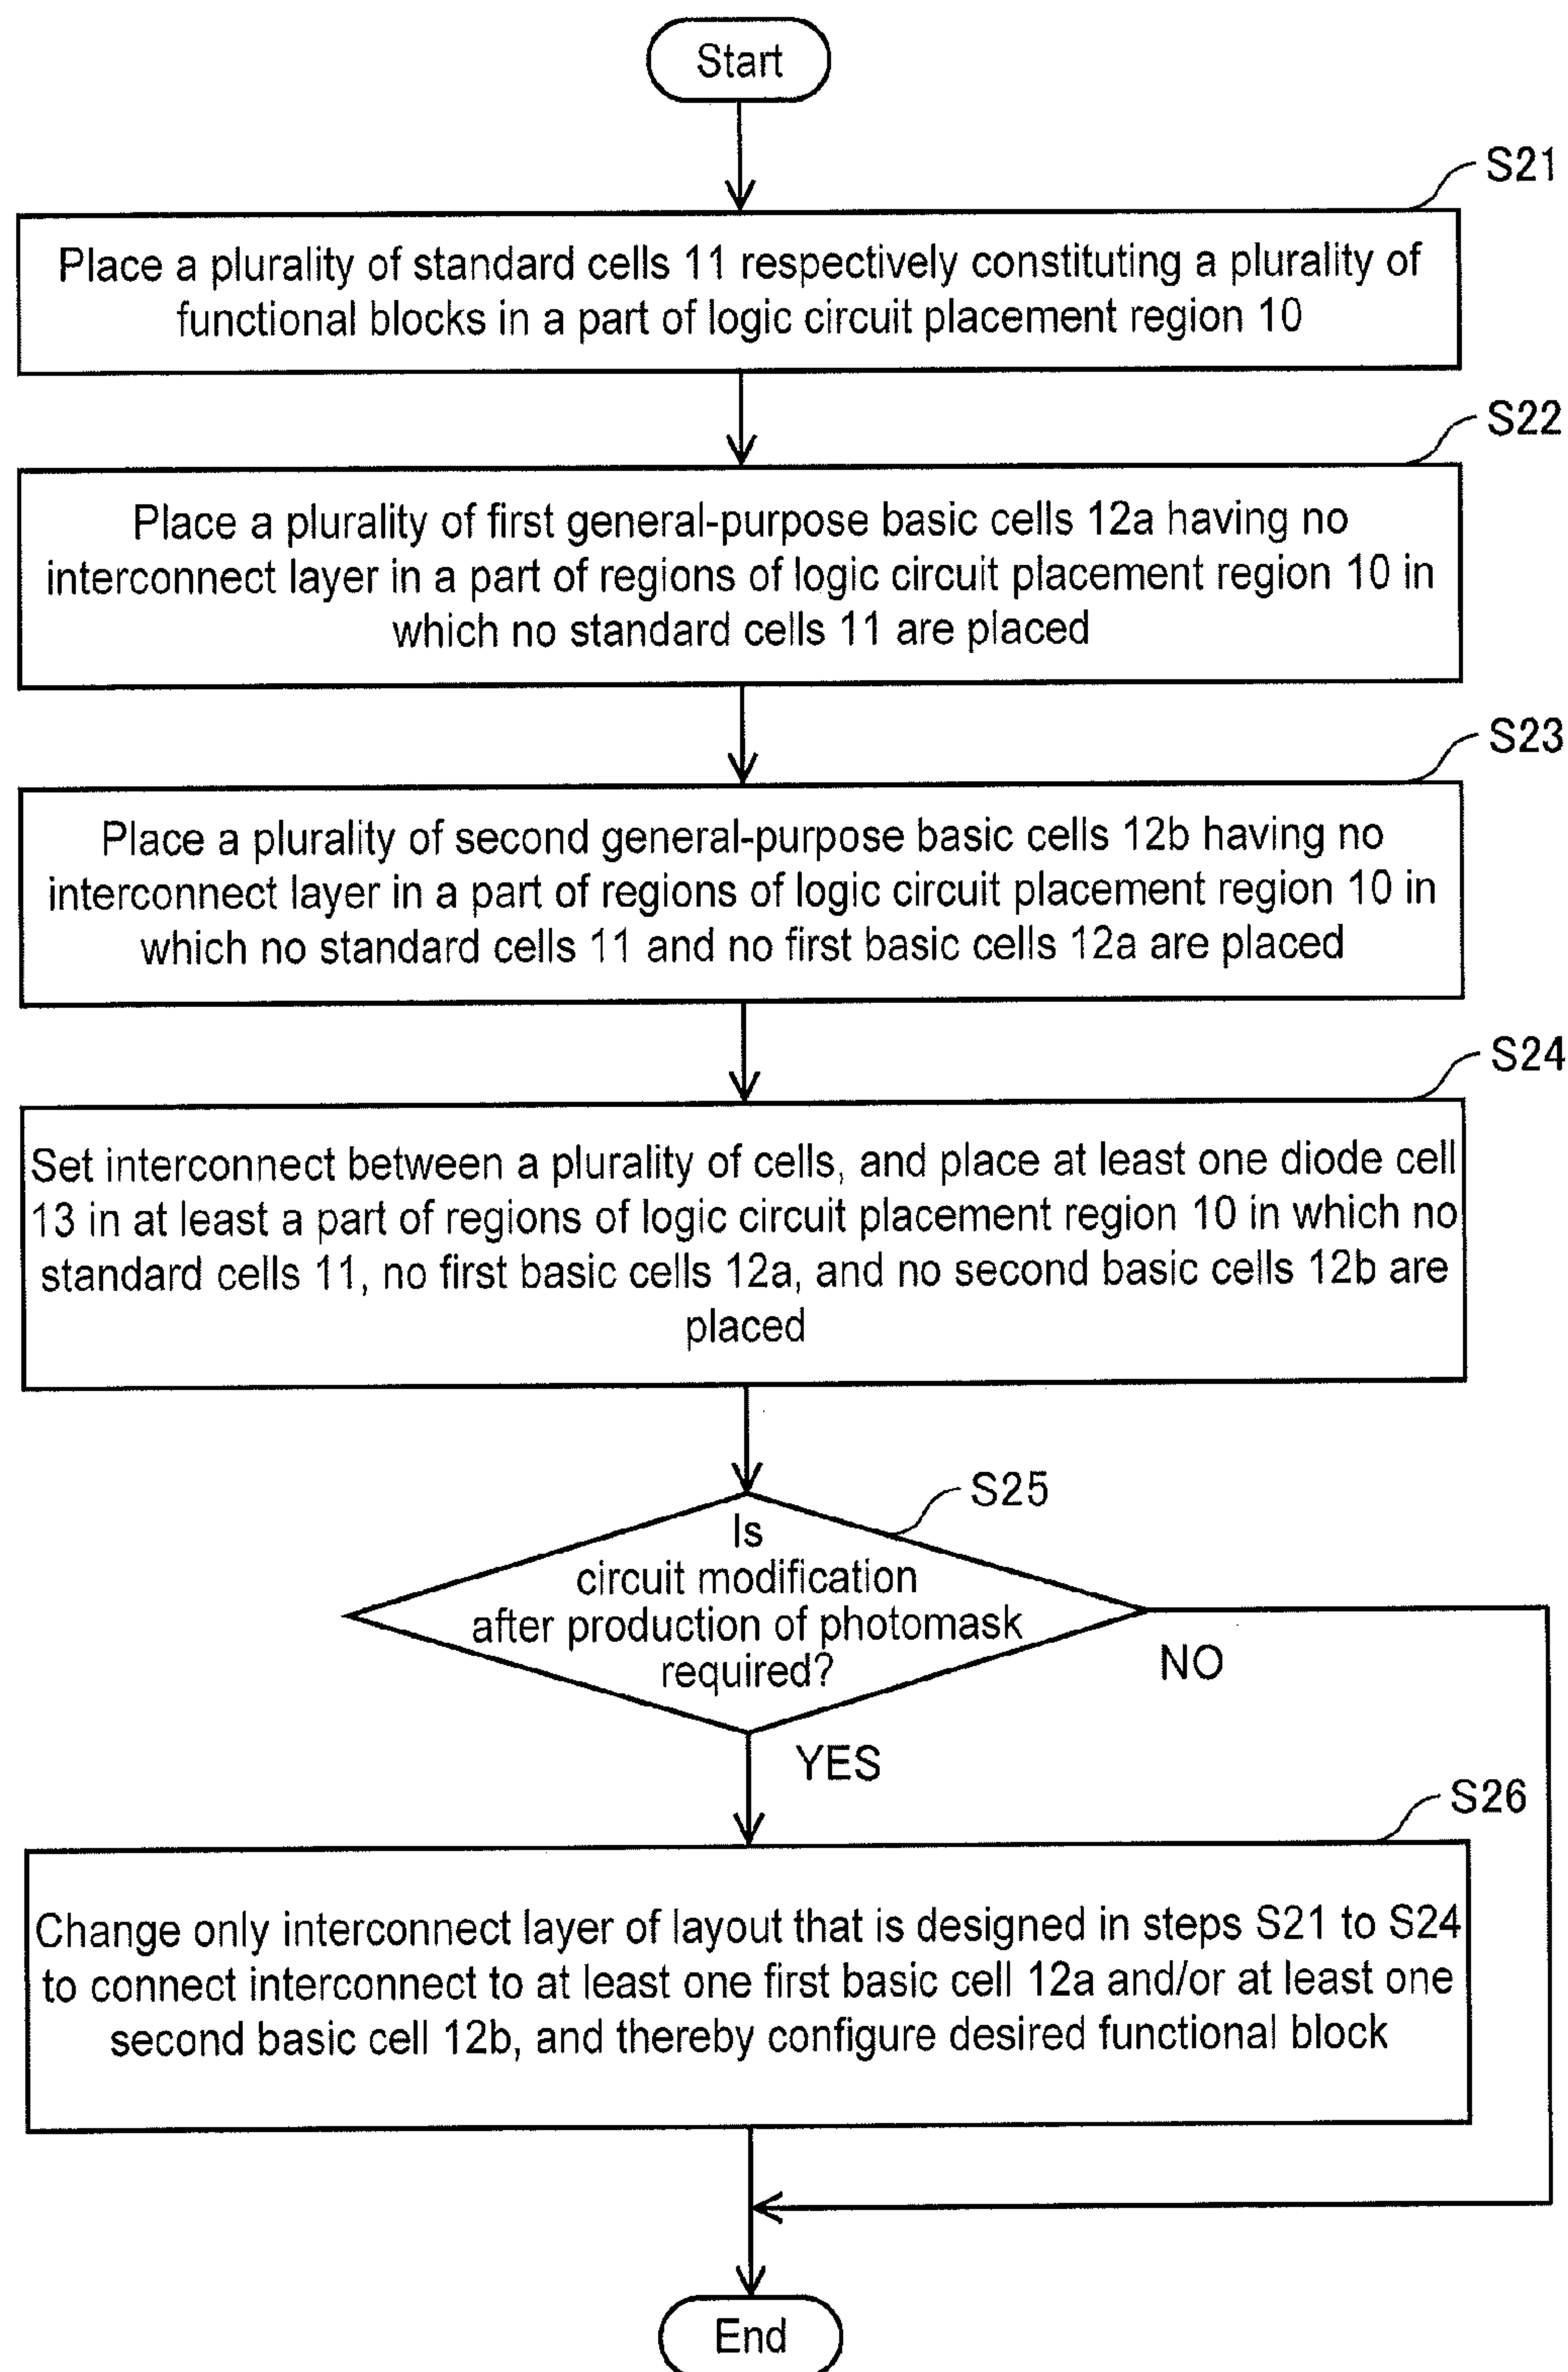 Start
S21
Place a plurality of standard cells 11 respectively constituting a plurality of
functional blocks in a part of logic circuit placement region 10
S22
Place a plurality of first general-purpose basic cells 12a having no
interconnect layer in a part of regions of logic circuit placement region 10 in
which no standard cells 11 are placed
S23
Place a plurality of second general-purpose basic cells 12b having no
interconnect layer in a part of regions of logic circuit placement region 10 in
which no standard cells 11 and no first basic cells 12a are placed
S24
Set interconnect between a plurality of cells, and place at least one diode cell
13 in at least a part of regions of logic circuit placement region 10 in which no
standard cells 11, no first basic cells 12a, and no second basic cells 12b are
placed
S25
Is
circuit modification
after production of photomask
required?
NO
YES
S26
Change only interconnect layer of layout that is designed in steps S21 to S24
to connect interconnect to at least one first basic cell 12a and/or at least one
second basic cell 12b, and thereby configure desired functional block
End